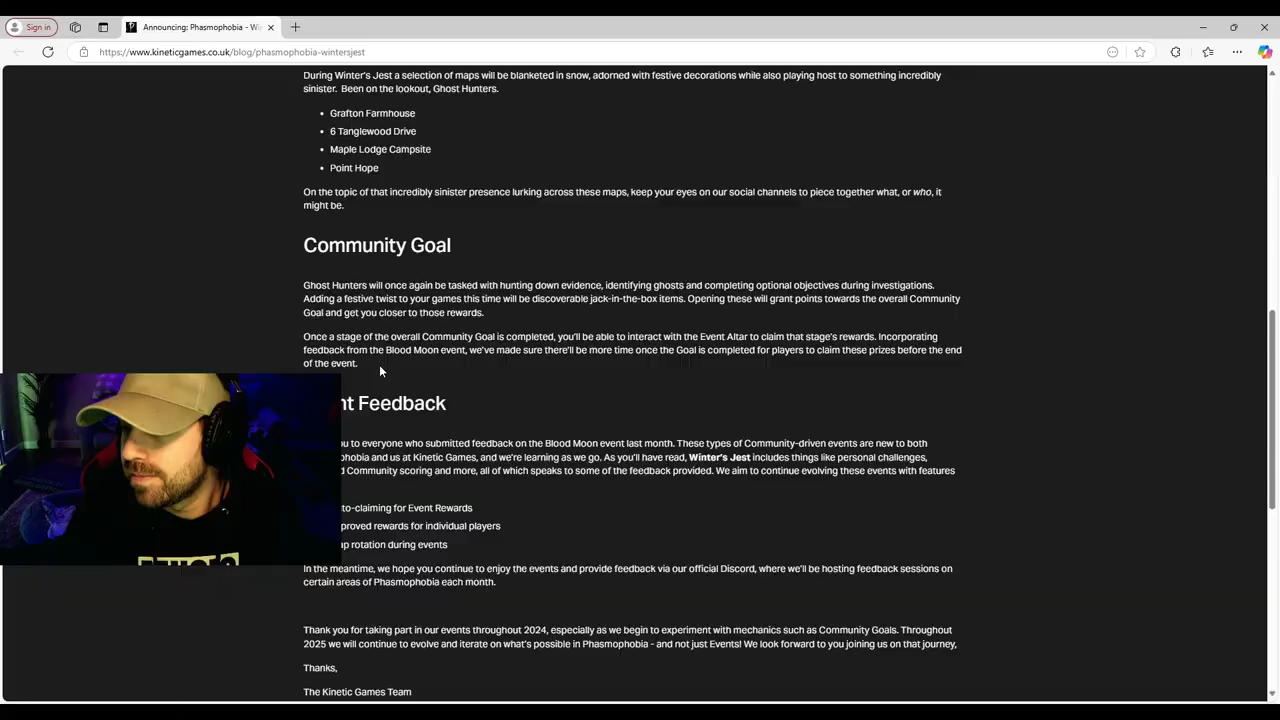 Sign in
Announcing: Phasmophobia - Wi
https://www.kineticgames.co.uk/blog/phasmophobia-wintersjest
During Winter's Jest a selection of maps will be blanketed in snow, adorned with festive decorations while also playing host to something incredibly
sinister. Been on the lookout, Ghost Hunters.
Grafton Farmhouse
6 Tanglewood Drive
Maple Lodge Campsite
Point Hope
On the topic of that incredibly sinister presence lurking across these maps, keep your eyes on our social channels to piece together what, or who, it
might be.
Community Goal
Ghost Hunters will once again be tasked with hunting down evidence, identifying ghosts and completing optional objectives during investigations.
Adding a festive twist to your games this time will be discoverable jack-in-the-box items. Opening these will grant points towards the overall Community
Goal and get you closer to those rewards.
Once a stage of the overall Community Goal is completed, you'll be able to interact with the Event Altar to claim that stage's rewards. Incorporating
feedback from the Blood Moon event, we've made sure there'll be more time once the Goal is completed for players to claim these prizes before the end
of the event.
nt Feedback
ou to everyone who submitted feedback on the Blood Moon event last month. These types of Community-driven events are new to both
ophobia and us at Kinetic Games, and we're learning as we go. As you'll have read, Winter's Jest includes things like personal challenges,
d Community scoring and more, all of which speaks to some of the feedback provided. We aim to continue evolving these events with features
to-claiming for Event Rewards
proved rewards for individual players
ap rotation during events
In the meantime, we hope you continue to enjoy the events and provide feedback via our official Discord, where we'll be hosting feedback sessions on
certain areas of Phasmophobia each month.
Thank you for taking part in our events throughout 2024, especially as we begin to experiment with mechanics such as Community Goals. Throughout
2025 we will continue to evolve and iterate on what's possible in Phasmophobia - and not just Events! We look forward to you joining us on that journey,
Thanks,
The Kinetic Games Team